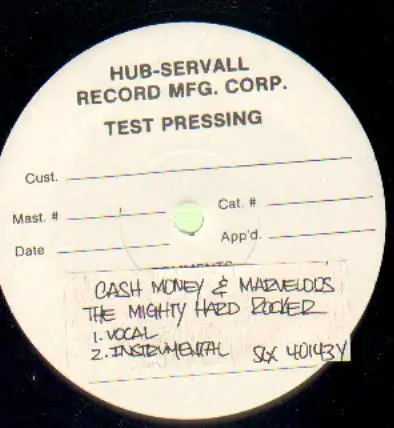 HUB-SERVALL
RECORD MFG. CORP.
TEST PRESSING
Cust.
Mast. # Cat. #
Date App'd.
COMMENTS
CASH MONEY & MARVELOUS
THE MIGHTY HARD ROCKER
1. VOCAL
2. INSTRUMENTAL SLX 40143Y